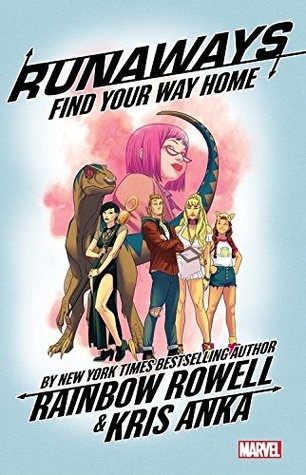 RUNAWAYS
FIND YOUR WAY HOME
BY NEW YORK TIMES BESTSELLING AUTHOR
RAINBOW ROWELL
& KRIS ANKA
MARVEL